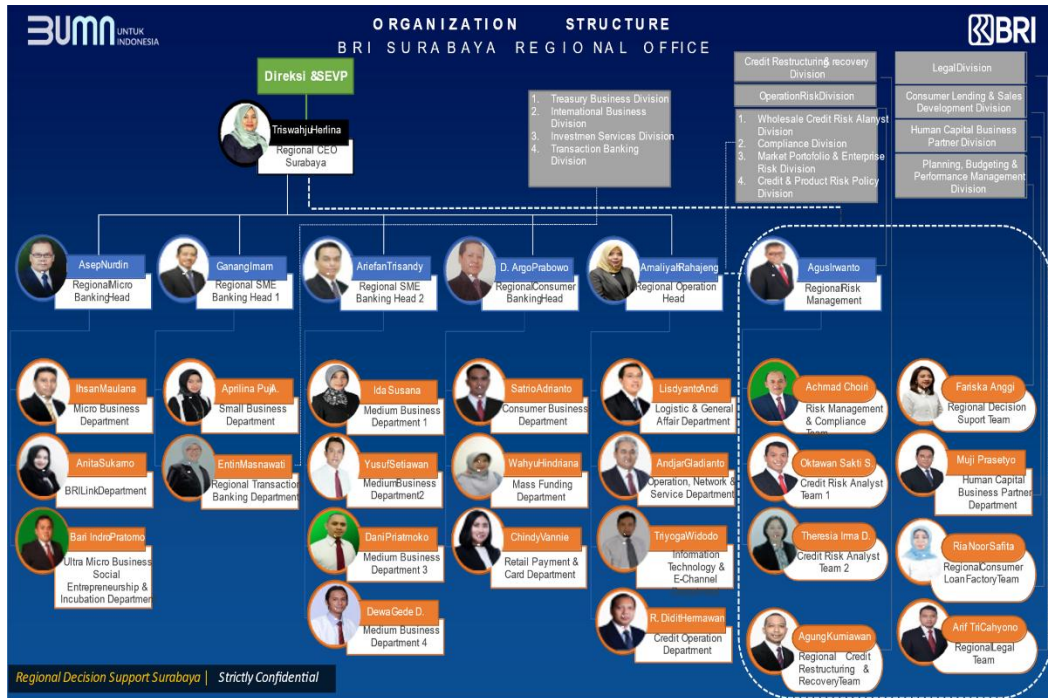 BUMN UNTUK
INDONESIA
ORGANIZATION STRUCTURE
BRI SURABAYA REGIONAL OFFICE
BRI
Direksi &SEVP
TriswahjuHerlina
Regional CEO
Surabaya
1. Treasury Business Division
2. International Business
Division
3. Investmen Services Division
4. Transaction Banking
Division
Credit Restructuring& recovery
Division
OperationRiskDivision
1. Wholesale Credit Risk Alanyst
Division
2. Compliance Division
3. Market Portofolio & Enterprise
Risk Division
4. Credit & Product Risk Policy
Division
LegalDivision
Consumer Lending & Sales
Development Division
Human Capital Business
Partner Division
Planning, Budgeting &
Performance Management
Division
AsepNurdin
RegionalMicro
BankingHead
GanangImam
Regional SME
Banking Head 1
AriefanTrisandy
Regional SME
Banking Head 2
D. ArgoPrabowo
RegionalConsumer
BankingHead
AmaliyahRahajeng
Regional Operation
Head
AgusIrwanto
RegionalRisk
Management
IhsanMaulana
Micro Business
Department
Aprilina PujiA.
Small Business
Department
Ida Susana
Medium Business
Department 1
SatrioAdrianto
Consumer Business
Department
LisdyantoAndi
Logistic & General
Affair Department
Achmad Choiri
Risk Management
& Compliance
Team
Fariska Anggi
Regional Decision
Suport Team
AnitaSukarno
BRILinkDepartment
EntinMasnawati
Regional Transaction
Banking Department
YusufSetiawan
MediumBusiness
Department2
WahyuHindriana
Mass Funding
Department
AndjarGladianto
Operation, Network &
Service Department
Oktawan Sakti S.
Credit Risk Analyst
Team 1
Muji Prasetyo
Human Capital
Business Partner
Department
Bari IndroPratomo
Ultra Micro Business
Social
Entrepreneurship &
Incubation Department
DaniPriatmoko
Medium Business
Department 3
ChindyVannie
Retail Payment &
Card Department
TriyogaWidodo
Information
Technology &
E-Channel
Theresia Irma D.
Credit Risk Analyst
Team 2
RiaNoorSafita
RegionalConsumer
LoanFactoryTeam
DewaGede D.
Medium Business
Department 4
R. DiditHermawan
Credit Operation
Department
AgungKurniawan
Regional Credit
Restructuring &
RecoveryTeam
Arif TriCahyono
RegionalLegal
Team
Regional Decision Support Surabaya | Strictly Confidential